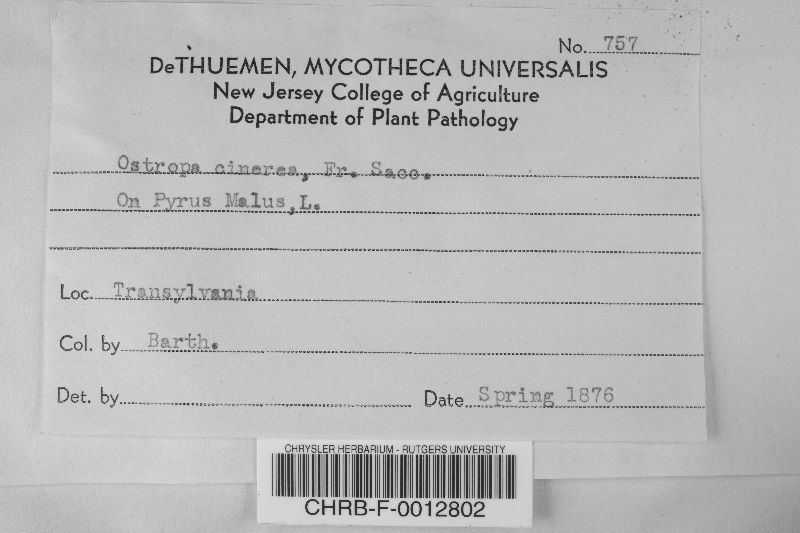 No. 757
DeTHUEMEN, MYCOTHECA UNIVERSALIS
New Jersey College of Agriculture
Department of Plant Pathology
Ostropa cinerea, Fr. Sacc.
On Pyrus Malus,L.
Loc. Transylvania
Col. by Barth.
Det. by
Date Spring 1876
CHRYSLER HERBARIUM - RUTGERS UNIVERSITY
CHRB-F-0012802